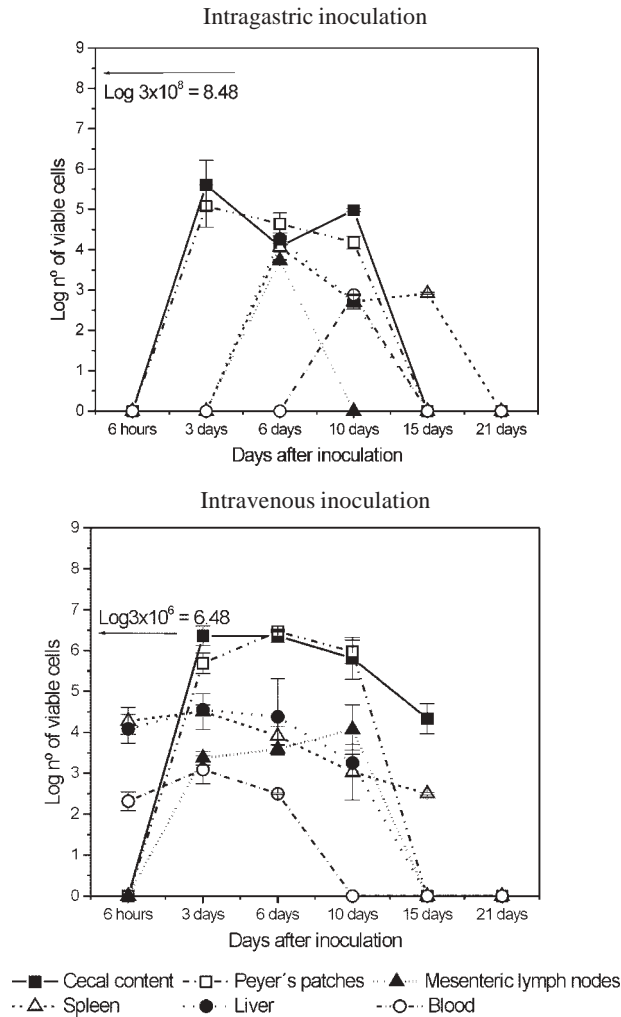 Intragastric inoculation
9
Log 3x10⁸ = 8.48
8
7
6
5
4
3
2
1
0
Log nº of viable cells
6 hours 3 days 6 days 10 days 15 days 21 days
Days after inoculation
Intravenous inoculation
9
8
7
Log3x10⁶ = 6.48
6
5
4
3
2
1
0
Log nº of viable cells
6 hours 3 days 6 days 10 days 15 days 21 days
Days after inoculation
Cecal content Peyer´s patches Mesenteric lymph nodes
Spleen Liver Blood